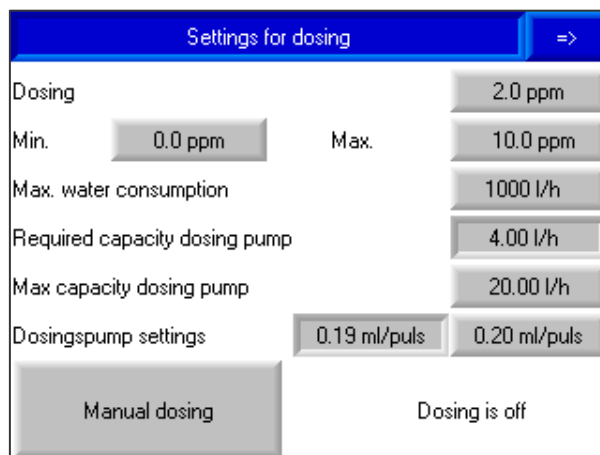 Settings for dosing =>
Dosing 2.0 ppm
Min. 0.0 ppm Max. 10.0 ppm
Max. water consumption 1000 l/h
Required capacity dosing pump 4.00 l/h
Max capacity dosing pump 20.00 l/h
Dosingspump settings 0.19 ml/puls 0.20 ml/puls
Manual dosing Dosing is off